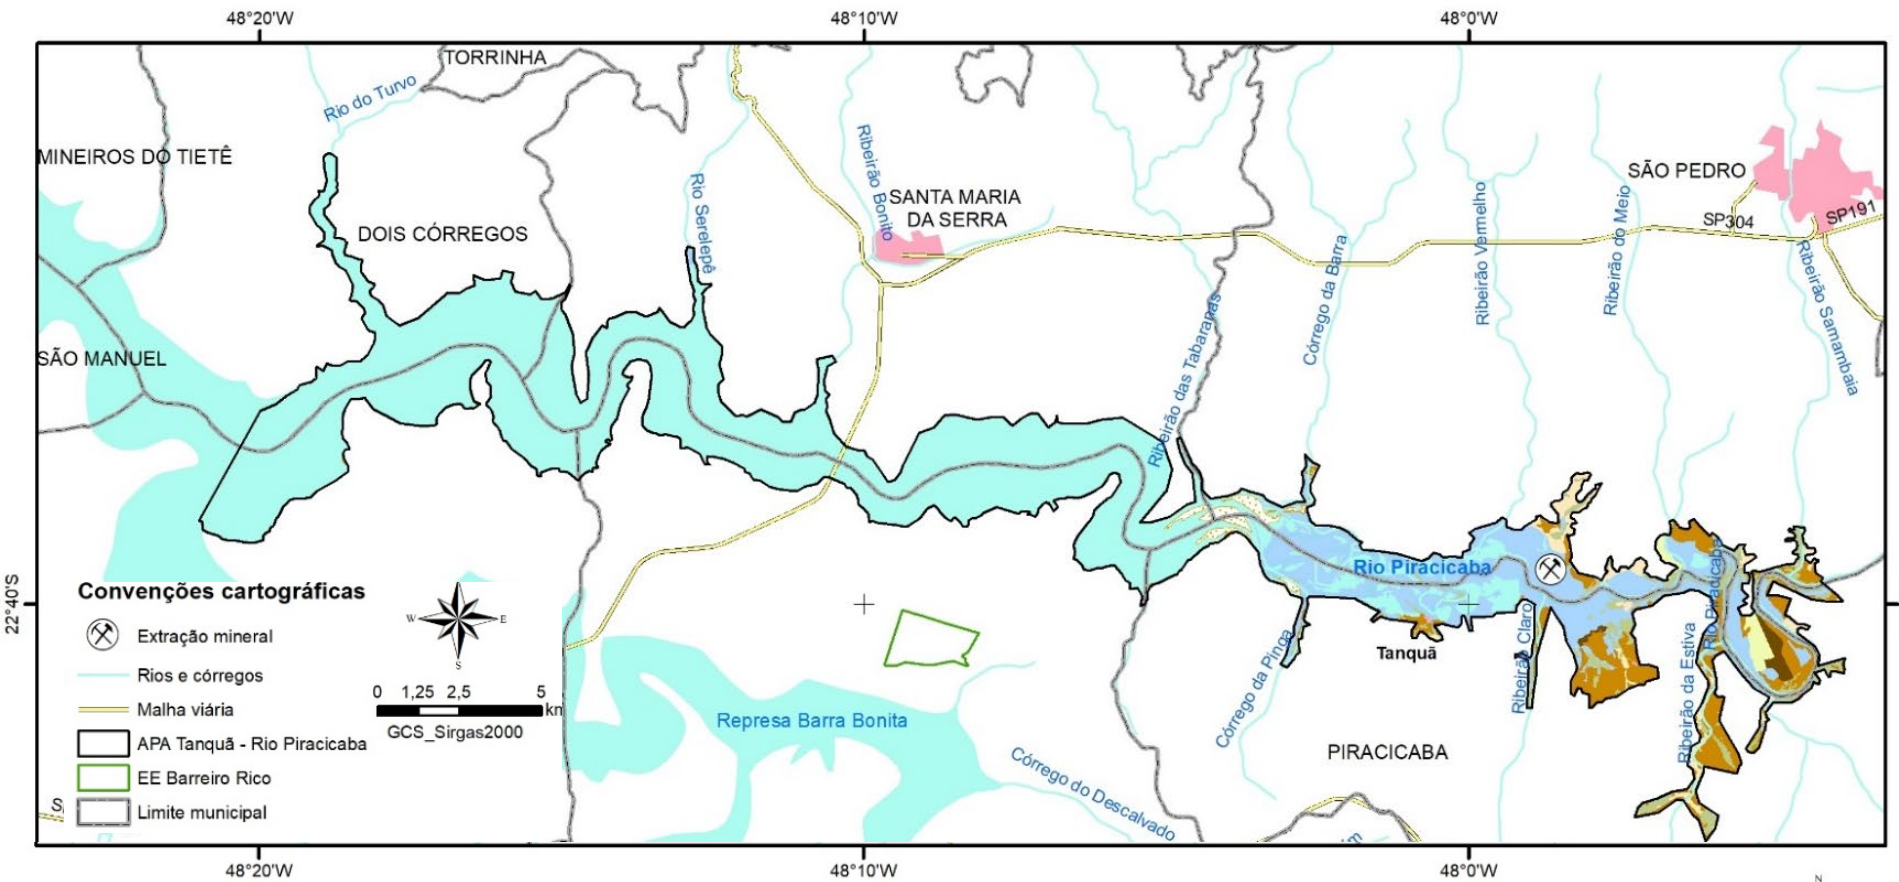 48°20'W
48°10'W
48°0'W
TORRINHA
Rio do Turvo
MINEIROS DO TIETÊ
Ribeirão Bonito
SÃO PEDRO
Rio Serelepê
SANTA MARIA
DA SERRA
Ribeirão Vermelho
Ribeirão do Meio
SP304
SP191
DOIS CÓRREGOS
Córrego da Barra
Ribeirão Samambaia
Ribeirão das Tabaranas
SÃO MANUEL
22°40'S
Rio Piracicaba
Rio Piracicaba
Convenções cartográficas
Extração mineral
Rios e córregos
Malha viária
APA Tanquã - Rio Piracicaba
EE Barreiro Rico
Limite municipal
W E
S
0 1,25 2,5 5
km
GCS_Sirgas2000
Tanquã
Ribeirão Claro
Ribeirão da Estiva
Córrego da Pinga
Represa Barra Bonita
PIRACICABA
Córrego do Descalvado
S
48°20'W
48°10'W
48°0'W
N